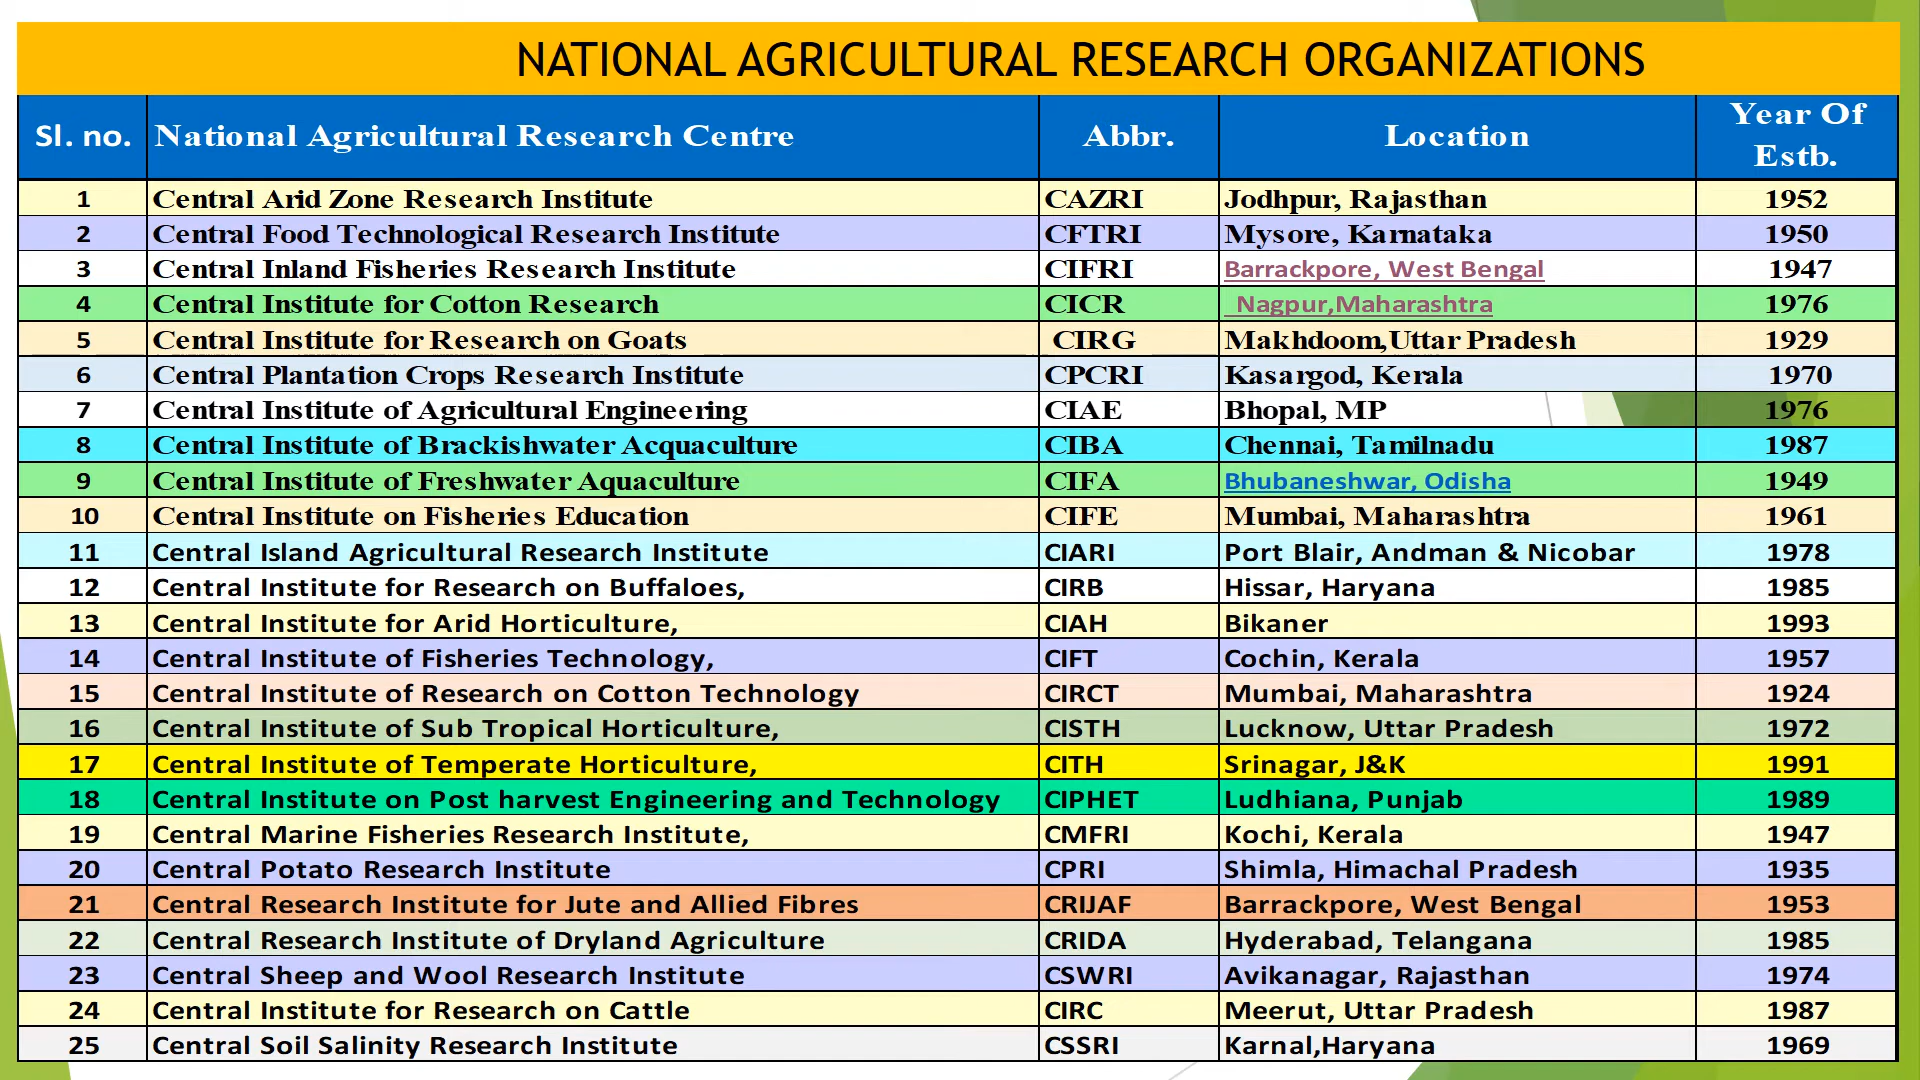 NATIONAL AGRICULTURAL RESEARCH ORGANIZATIONS
Sl. no. National Agricultural Research Centre Abbr. Location Year Of Estb.
1 Central Arid Zone Research Institute CAZRI Jodhpur, Rajasthan 1952
2 Central Food Technological Research Institute CFTRI Mysore, Karnataka 1950
3 Central Inland Fisheries Research Institute CIFRI Barrackpore, West Bengal 1947
4 Central Institute for Cotton Research CICR Nagpur,Maharashtra 1976
5 Central Institute for Research on Goats CIRG Makhdoom,Uttar Pradesh 1929
6 Central Plantation Crops Research Institute CPCRI Kasargod, Kerala 1970
7 Central Institute of Agricultural Engineering CIAE Bhopal, MP 1976
8 Central Institute of Brackishwater Acquaculture CIBA Chennai, Tamilnadu 1987
9 Central Institute of Freshwater Aquaculture CIFA Bhubaneshwar, Odisha 1949
10 Central Institute on Fisheries Education CIFE Mumbai, Maharashtra 1961
11 Central Island Agricultural Research Institute CIARI Port Blair, Andman & Nicobar 1978
12 Central Institute for Research on Buffaloes, CIRB Hissar, Haryana 1985
13 Central Institute for Arid Horticulture, CIAH Bikaner 1993
14 Central Institute of Fisheries Technology, CIFT Cochin, Kerala 1957
15 Central Institute of Research on Cotton Technology CIRCT Mumbai, Maharashtra 1924
16 Central Institute of Sub Tropical Horticulture, CISTH Lucknow, Uttar Pradesh 1972
17 Central Institute of Temperate Horticulture, CITH Srinagar, J&K 1991
18 Central Institute on Post harvest Engineering and Technology CIPHET Ludhiana, Punjab 1989
19 Central Marine Fisheries Research Institute, CMFRI Kochi, Kerala 1947
20 Central Potato Research Institute CPRI Shimla, Himachal Pradesh 1935
21 Central Research Institute for Jute and Allied Fibres CRIJAF Barrackpore, West Bengal 1953
22 Central Research Institute of Dryland Agriculture CRIDA Hyderabad, Telangana 1985
23 Central Sheep and Wool Research Institute CSWRI Avikanagar, Rajasthan 1974
24 Central Institute for Research on Cattle CIRC Meerut, Uttar Pradesh 1987
25 Central Soil Salinity Research Institute CSSRI Karnal,Haryana 1969